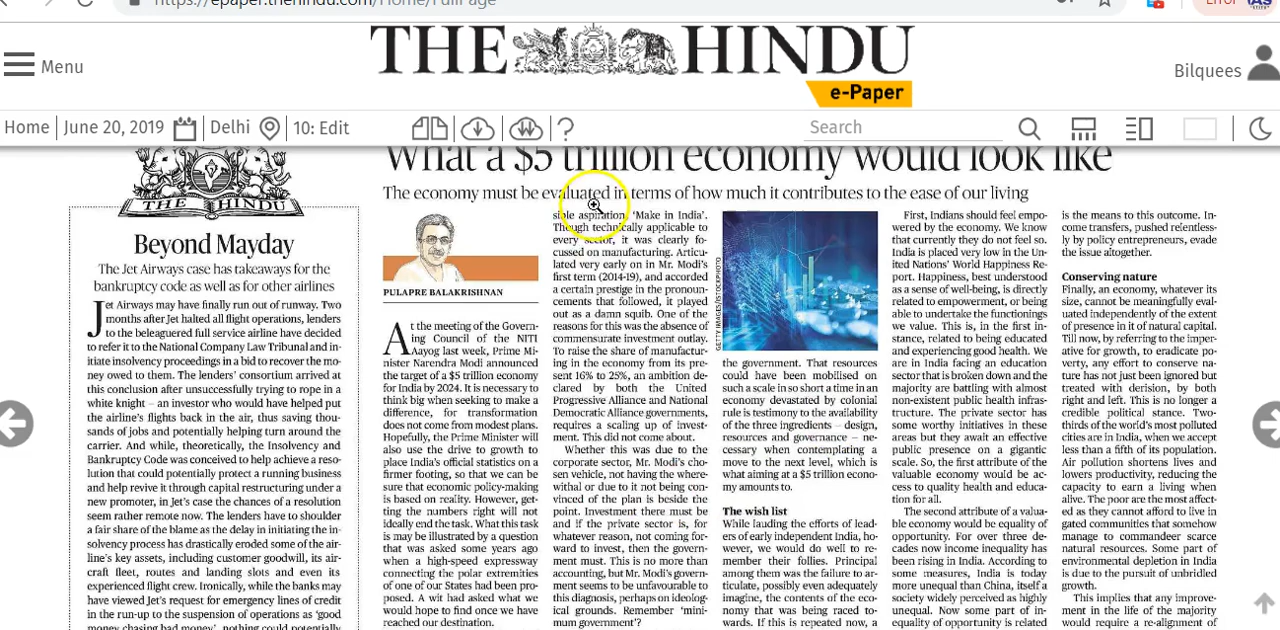 https://epaper.thehindu.com/Home/FullPage
Error
IAS
THE HINDU
e-Paper
Menu
Bilquees
Home
June 20, 2019
Delhi
10: Edit
?
Search
THE HINDU
Beyond Mayday
The Jet Airways case has takeaways for the
bankruptcy code as well as for other airlines
Jet Airways may have finally run out of runway. Two
months after Jet halted all flight operations, lenders
to the beleaguered full service airline have decided
to refer it to the National Company Law Tribunal and in-
itiate insolvency proceedings in a bid to recover the mo-
ney owed to them. The lenders' consortium arrived at
this conclusion after unsuccessfully trying to rope in a
white knight – an investor who would have helped put
the airline's flights back in the air, thus saving thou-
sands of jobs and potentially helping turn around the
carrier. And while, theoretically, the Insolvency and
Bankruptcy Code was conceived to help achieve a reso-
lution that could potentially protect a running business
and help revive it through capital restructuring under a
new promoter, in Jet's case the chances of a resolution
seem rather remote now. The lenders have to shoulder
a fair share of the blame as the delay in initiating the in-
solvency process has drastically eroded some of the air-
line's key assets, including customer goodwill, its air-
craft fleet, routes and landing slots and even its
experienced flight crew. Ironically, while the banks may
have viewed Jet's request for emergency lines of credit
in the run-up to the suspension of operations as 'good
money chasing bad money', nothing could potentially
What a $5 trillion economy would look like
The economy must be evaluated in terms of how much it contributes to the ease of our living
PULAPRE BALAKRISHNAN
At the meeting of the Govern-
ing Council of the NITI
Aayog last week, Prime Mi-
nister Narendra Modi announced
the target of a $5 trillion economy
for India by 2024. It is necessary to
think big when seeking to make a
difference, for transformation
does not come from modest plans.
Hopefully, the Prime Minister will
also use the drive to growth to
place India's official statistics on a
firmer footing, so that we can be
sure that economic policy-making
is based on reality. However, get-
ting the numbers right will not
ideally end the task. What this task
is may be illustrated by a question
that was asked some years ago
when a high-speed expressway
connecting the polar extremities
of one of our States had been pro-
posed. A wit had asked what we
would hope to find once we have
reached our destination.
sible aspiration, 'Make in India'.
Though technically applicable to
every sector, it was clearly fo-
cussed on manufacturing. Articu-
lated very early on in Mr. Modi's
first term (2014-19), and accorded
a certain prestige in the pronoun-
cements that followed, it played
out as a damn squib. One of the
reasons for this was the absence of
commensurate investment outlay.
To raise the share of manufactur-
ing in the economy from its pre-
sent 16% to 25%, an ambition de-
clared by both the United
Progressive Alliance and National
Democratic Alliance governments,
requires a scaling up of invest-
ment. This did not come about.
Whether this was due to the
corporate sector, Mr. Modi's cho-
sen vehicle, not having the where-
withal or due to it not being con-
vinced of the plan is beside the
point. Investment there must be
and if the private sector is, for
whatever reason, not coming for-
ward to invest, then the govern-
ment must. This is no more than
accounting, but Mr. Modi's govern-
ment seems to be unfavourable to
this diagnosis, perhaps on ideolog-
ical grounds. Remember 'mini-
mum government'?
GETTY IMAGES/ISTOCKPHOTO
the government. That resources
could have been mobilised on
such a scale in so short a time in an
economy devastated by colonial
rule is testimony to the availability
of the three ingredients – design,
resources and governance – ne-
cessary when contemplating a
move to the next level, which is
what aiming at a $5 trillion econo-
my amounts to.
The wish list
While lauding the efforts of lead-
ers of early independent India, ho-
wever, we would do well to re-
member their follies. Principal
among them was the failure to ar-
ticulate, possibly even adequately
imagine, the contents of the eco-
nomy that was being raced to-
wards. If this is repeated now, a
First, Indians should feel empo-
wered by the economy. We know
that currently they do not feel so.
India is placed very low in the Un-
ited Nations' World Happiness Re-
port. Happiness, best understood
as a sense of well-being, is directly
related to empowerment, or being
able to undertake the functionings
we value. This is, in the first in-
stance, related to being educated
and experiencing good health. We
are in India facing an education
sector that is broken down and the
majority are battling with almost
non-existent public health infras-
tructure. The private sector has
some worthy initiatives in these
areas but they await an effective
public presence on a gigantic
scale. So, the first attribute of the
valuable economy would be ac-
cess to quality health and educa-
tion for all.
The second attribute of a valua-
ble economy would be equality of
opportunity. For over three de-
cades now income inequality has
been rising in India. According to
some measures, India is today
more unequal than China, itself a
society widely perceived as highly
unequal. Now some part of in-
equality of opportunity is related
is the means to this outcome. In-
come transfers, pushed relentless-
ly by policy entrepreneurs, evade
the issue altogether.
Conserving nature
Finally, an economy, whatever its
size, cannot be meaningfully eval-
uated independently of the extent
of presence in it of natural capital.
Till now, by referring to the imper-
ative for growth, to eradicate po-
verty, any effort to conserve na-
ture has not just been ignored but
treated with derision, by both
right and left. This is no longer a
credible political stance. Two-
thirds of the world's most polluted
cities are in India, when we accept
less than a fifth of its population.
Air pollution shortens lives and
lowers productivity, reducing the
capacity to earn a living when
alive. The poor are the most affect-
ed as they cannot afford to live in
gated communities that somehow
manage to commandeer scarce
natural resources. Some part of
environmental depletion in India
is due to the pursuit of unbridled
growth.
This implies that any improve-
ment in the life of the majority
would require a re-alignment of